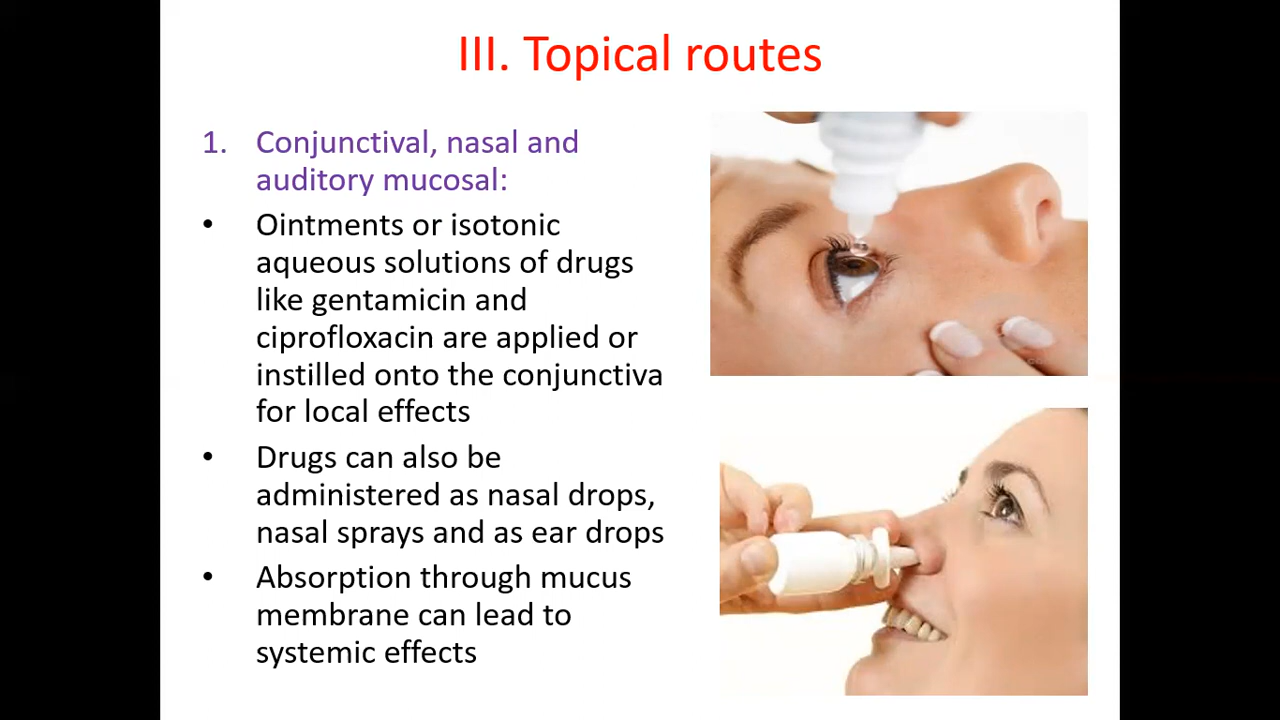 III. Topical routes
1. Conjunctival, nasal and
auditory mucosal:
• Ointments or isotonic
aqueous solutions of drugs
like gentamicin and
ciprofloxacin are applied or
instilled onto the conjunctiva
for local effects
• Drugs can also be
administered as nasal drops,
nasal sprays and as ear drops
• Absorption through mucus
membrane can lead to
systemic effects